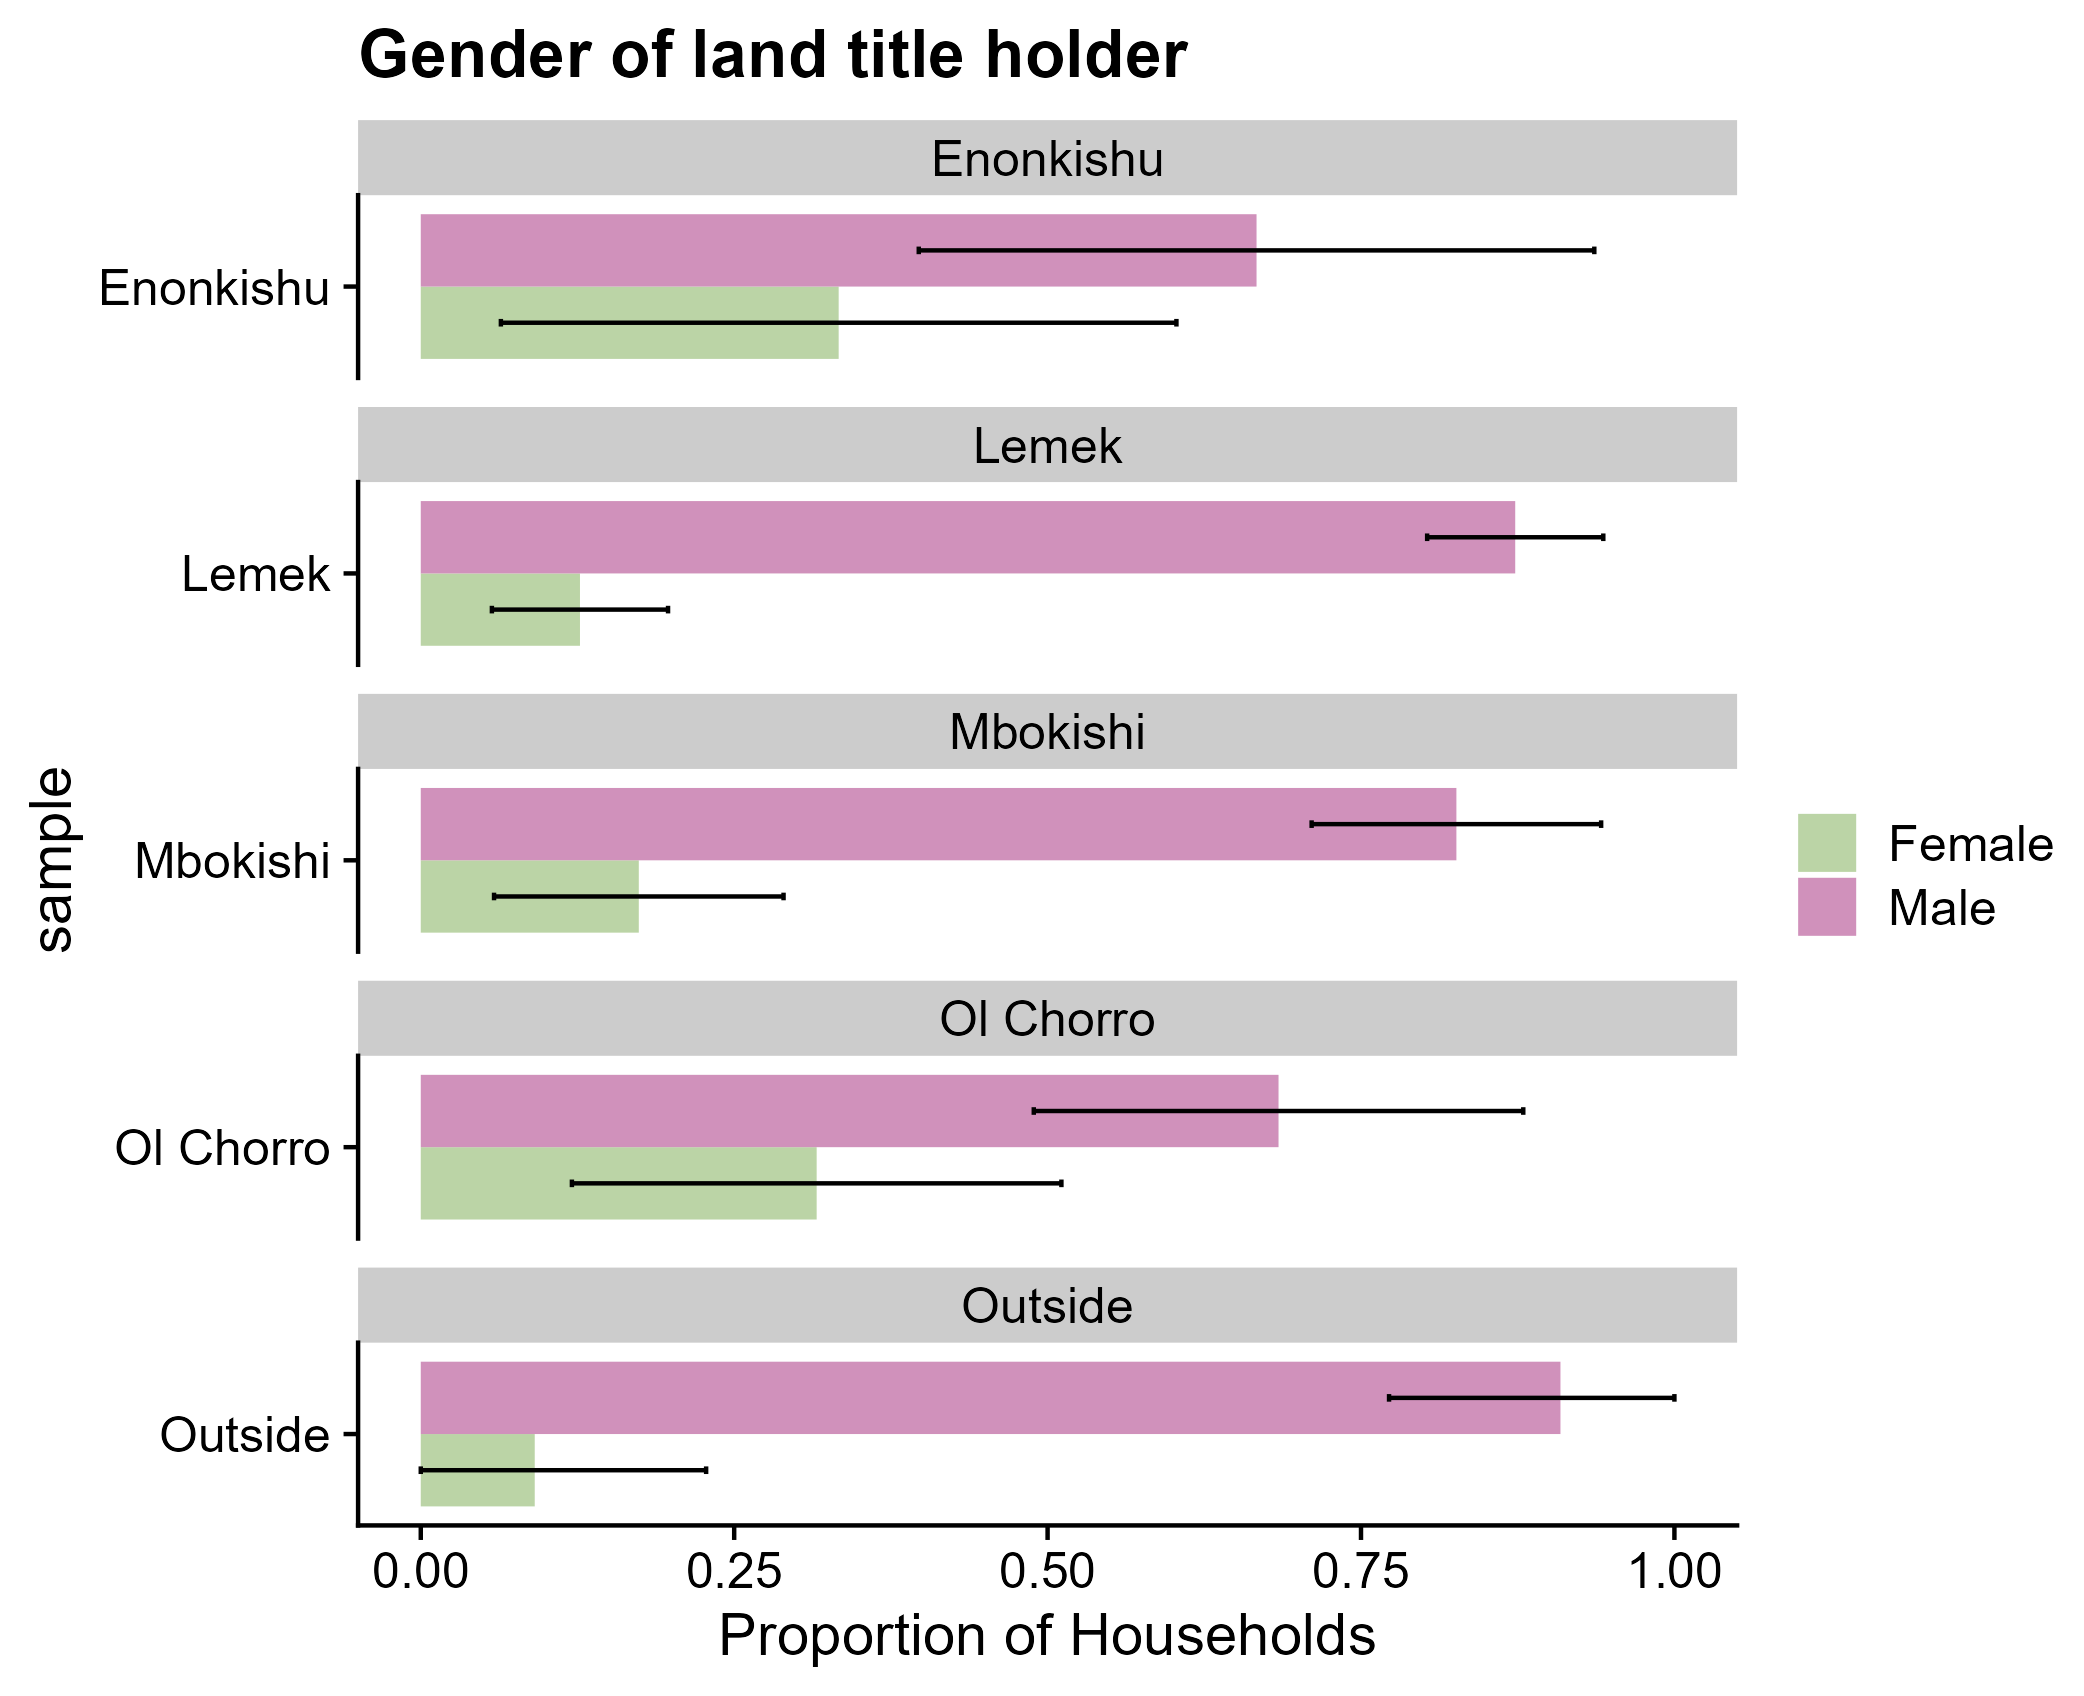 Gender of land title holder
Enonkishu
Enonkishu
Lemek
Lemek
Mbokishi
Mbokishi
Ol Chorro
Ol Chorro
Outside
Outside
sample
0.00 0.25 0.50 0.75 1.00
Proportion of Households
Female
Male